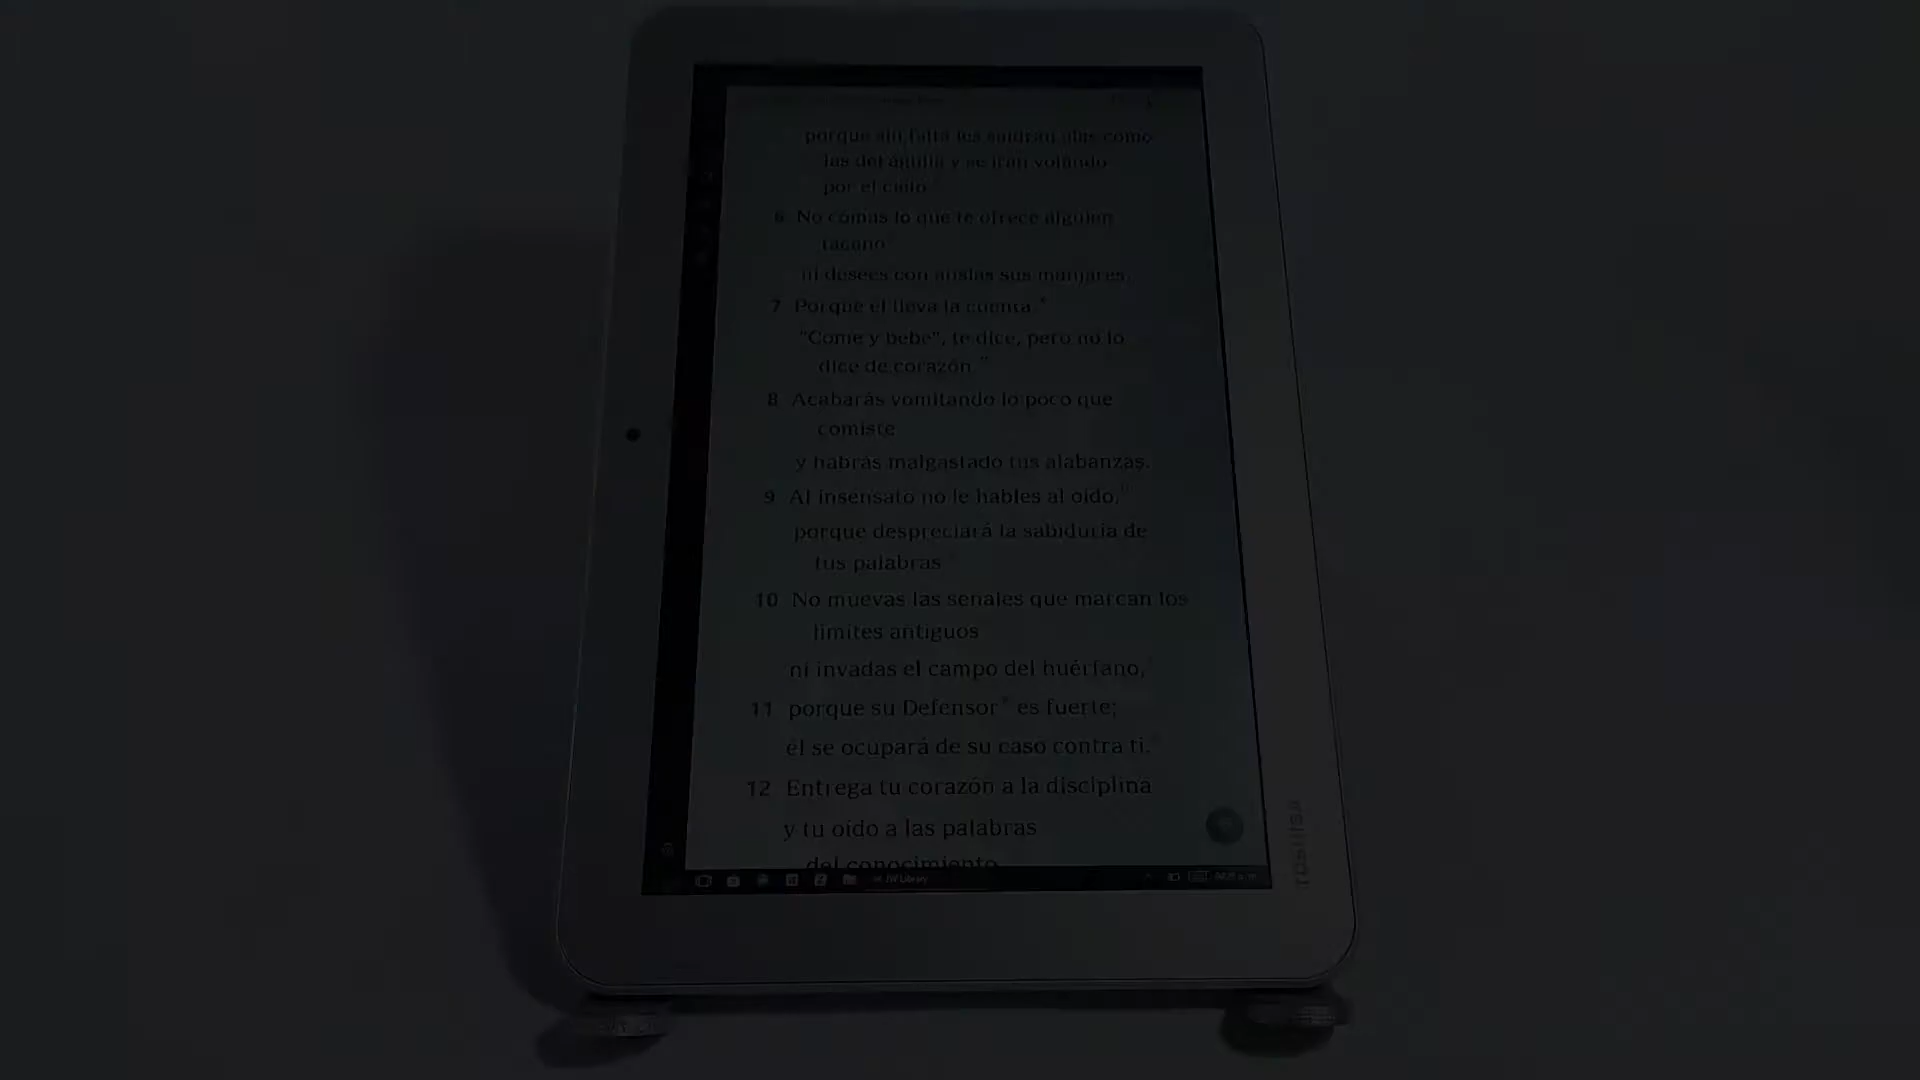 porque sin falta les saldrán alas como
las del águila y se irán volando
por el cielo.
6 No comas lo que te ofrece alguien
tacaño
ni desees con ansias sus manjares,
7 Porque él lleva la cuenta.*
"Come y bebe", te dice, pero no lo
dice de corazón.*
8 Acabarás vomitando lo poco que
comiste
y habrás malgastado tus alabanzas.
9 Al insensato no le hables al oído,
porque despreciará la sabiduría de
tus palabras
10 No muevas las señales que marcan los
límites antiguos
ni invadas el campo del huérfano,
11 porque su Defensor* es fuerte;
él se ocupará de su caso contra ti.
12 Entrega tu corazón a la disciplina
y tu oído a las palabras
del conocimiento
JW Library
TOSHIBA